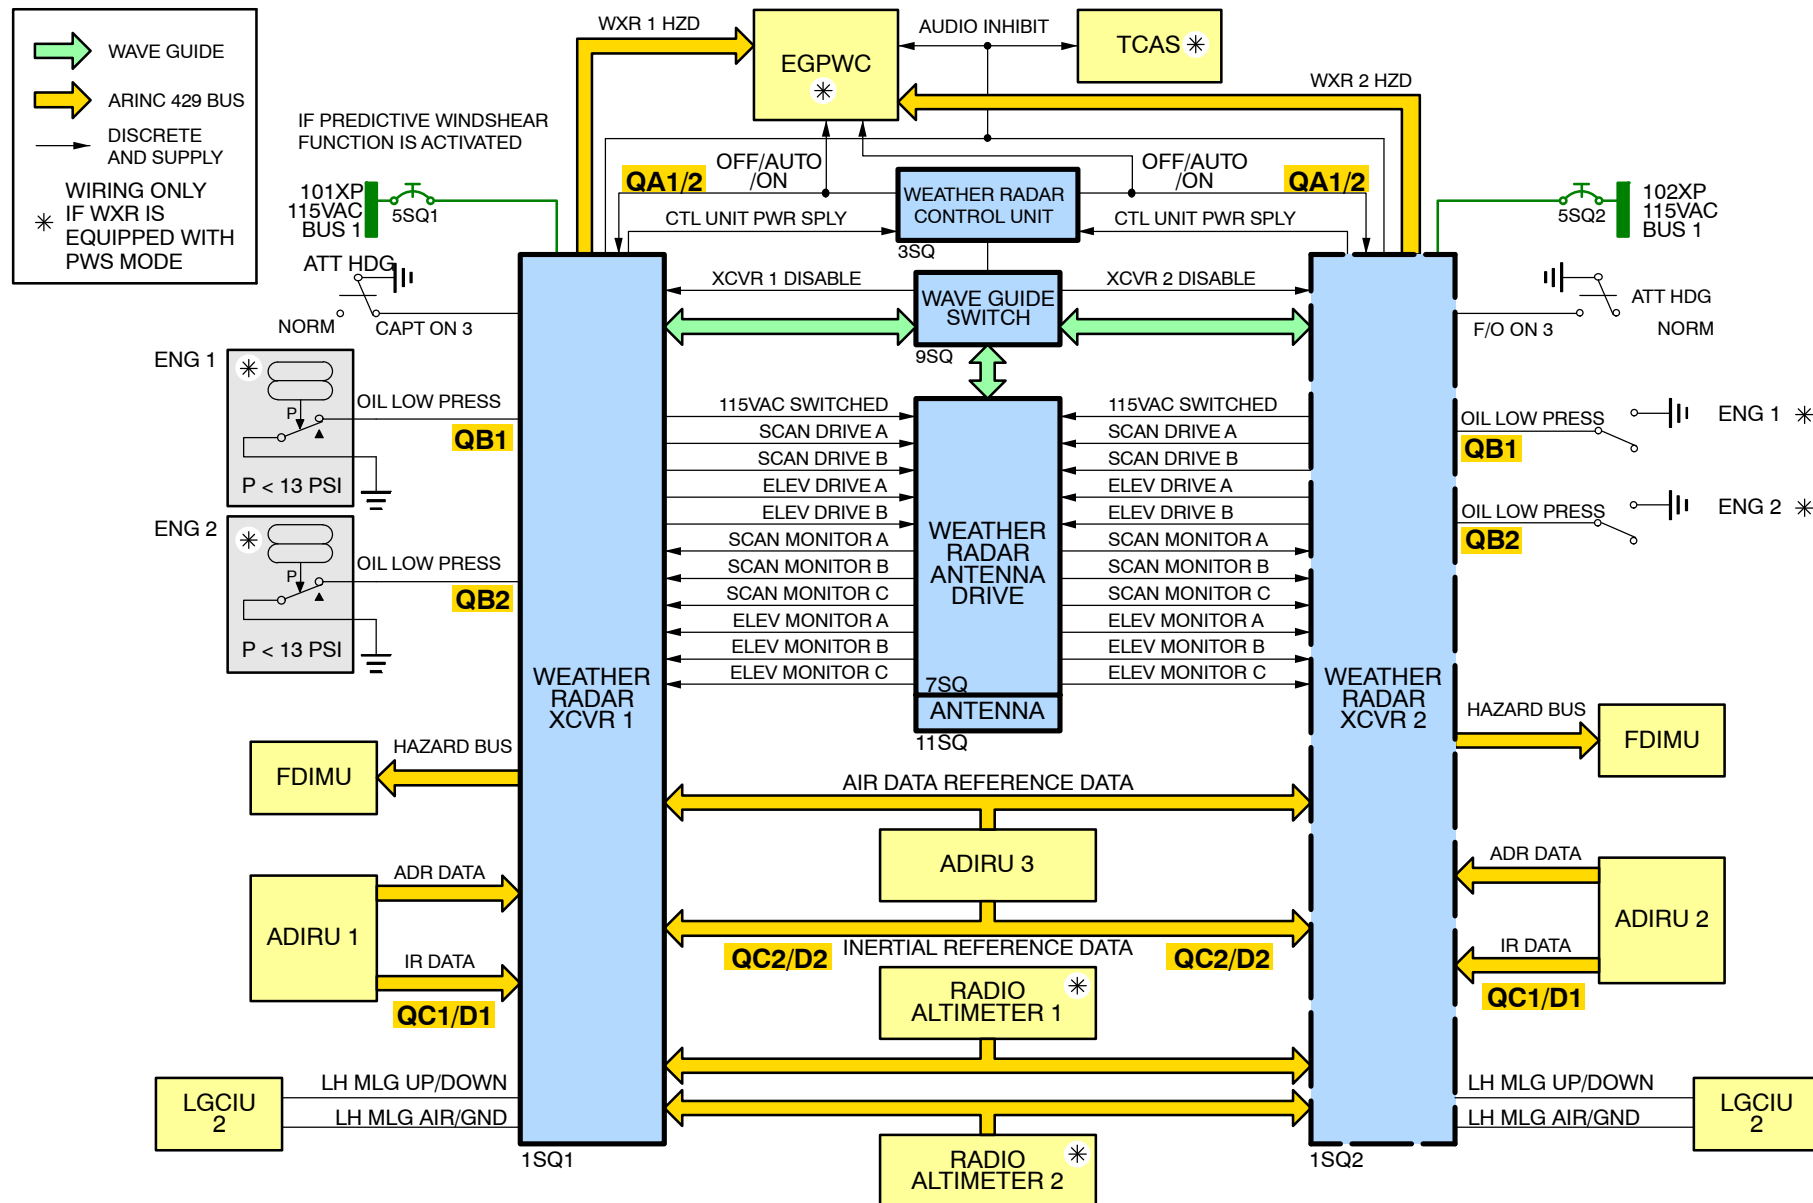 WAVE GUIDE
ARINC 429 BUS
DISCRETE
AND SUPPLY
WIRING ONLY
IF WXR IS
EQUIPPED WITH
PWS MODE
WXR 1 HZD
EGPWC
AUDIO INHIBIT
TCAS
WXR 2 HZD
IF PREDICTIVE WINDSHEAR
FUNCTION IS ACTIVATED
101XP
115VAC
BUS 1
5SQ1
QA1/2
OFF/AUTO
/ON
CTL UNIT PWR SPLY
WEATHER RADAR
CONTROL UNIT
3SQ
OFF/AUTO
/ON
QA1/2
CTL UNIT PWR SPLY
5SQ2
102XP
115VAC
BUS 1
ATT HDG
NORM
CAPT ON 3
XCVR 1 DISABLE
WAVE GUIDE
SWITCH
9SQ
XCVR 2 DISABLE
ATT HDG
F/O ON 3
NORM
ENG 1
P
OIL LOW PRESS
QB1
P < 13 PSI
ENG 2
P
OIL LOW PRESS
QB2
P < 13 PSI
WEATHER
RADAR
XCVR 1
115VAC SWITCHED
SCAN DRIVE A
SCAN DRIVE B
ELEV DRIVE A
ELEV DRIVE B
SCAN MONITOR A
SCAN MONITOR B
SCAN MONITOR C
ELEV MONITOR A
ELEV MONITOR B
ELEV MONITOR C
WEATHER
RADAR
ANTENNA
DRIVE
7SQ
ANTENNA
11SQ
115VAC SWITCHED
SCAN DRIVE A
SCAN DRIVE B
ELEV DRIVE A
ELEV DRIVE B
SCAN MONITOR A
SCAN MONITOR B
SCAN MONITOR C
ELEV MONITOR A
ELEV MONITOR B
ELEV MONITOR C
WEATHER
RADAR
XCVR 2
OIL LOW PRESS
ENG 1
QB1
OIL LOW PRESS
ENG 2
QB2
HAZARD BUS
FDIMU
HAZARD BUS
FDIMU
AIR DATA REFERENCE DATA
ADIRU 3
INERTIAL REFERENCE DATA
QC2/D2
QC2/D2
ADR DATA
ADIRU 1
IR DATA
QC1/D1
ADR DATA
ADIRU 2
IR DATA
QC1/D1
RADIO
ALTIMETER 1
LGCIU
2
LH MLG UP/DOWN
LH MLG AIR/GND
1SQ1
RADIO
ALTIMETER 2
1SQ2
LH MLG UP/DOWN
LH MLG AIR/GND
LGCIU
2